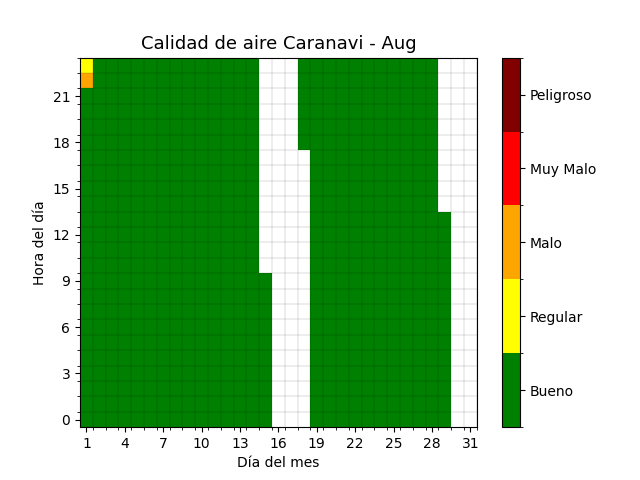 Calidad de aire Caranavi - Aug
Hora del día
21
18
15
12
9
6
3
0
1 4 7 10 13 16 19 22 25 28 31
Día del mes
Peligroso
Muy Malo
Malo
Regular
Bueno